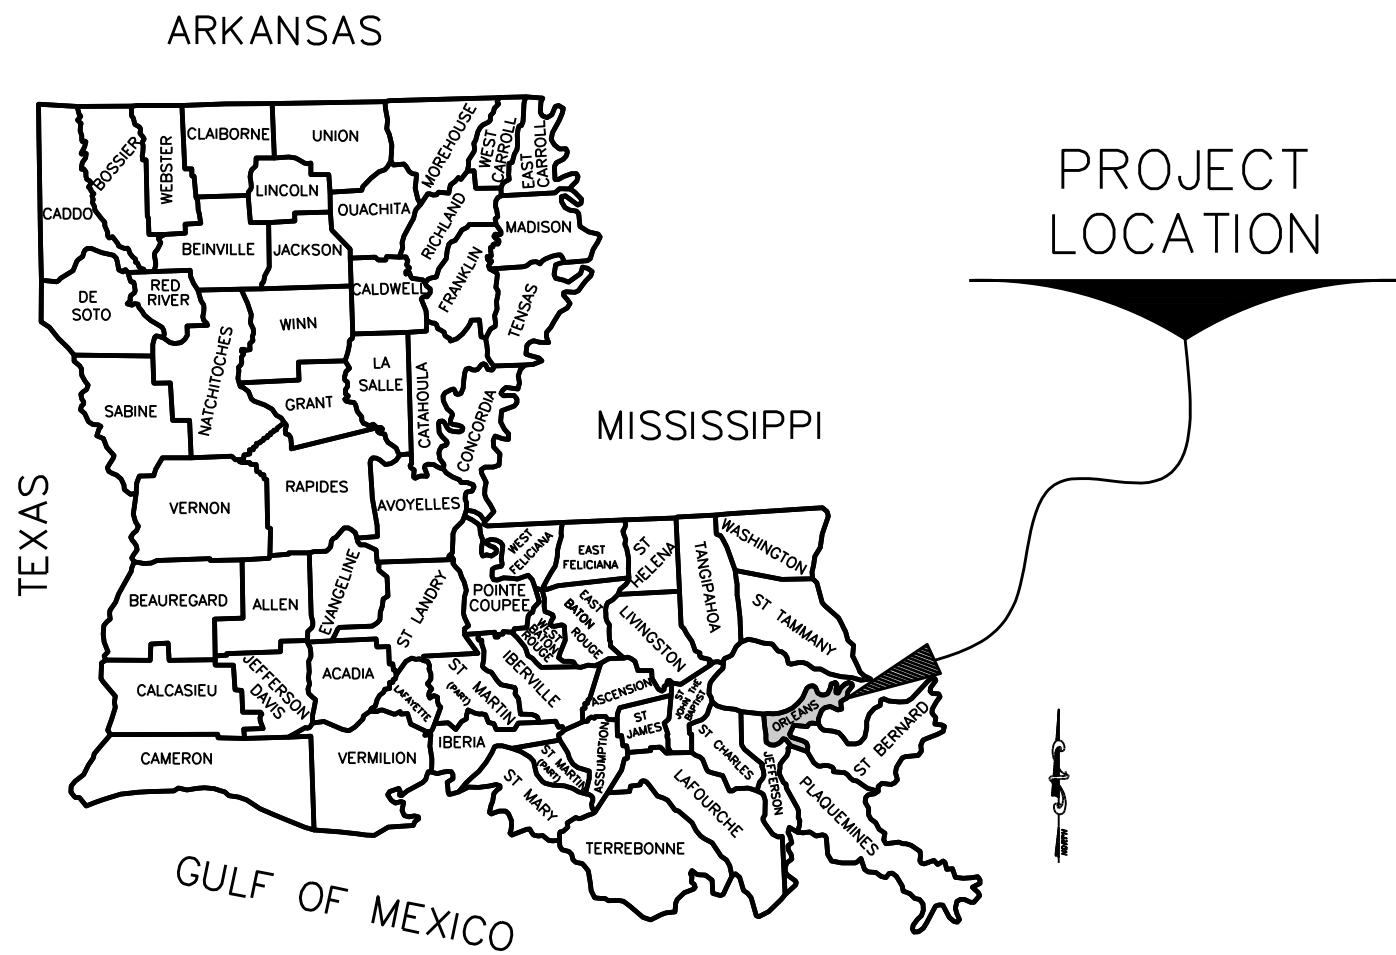 ARKANSAS
PROJECT
LOCATION
MISSISSIPPI
TEXAS
GULF OF MEXICO
CADDO
BOSSIER
WEBSTER
CLAIBORNE
UNION
MOREHOUSE
WEST
CARROLL
EAST
CARROLL
LINCOLN
OUACHITA
RICHLAND
MADISON
BEINVILLE
JACKSON
DE
SOTO
RED
RIVER
CALDWELL
FRANKLIN
TENSAS
WINN
NATCHITOCHES
LA
SALLE
CATAHOULA
CONCORDIA
SABINE
GRANT
VERNON
RAPIDES
AVOYELLES
WEST
FELICIANA
EAST
FELICIANA
ST
HELENA
TANGIPAHOA
WASHINGTON
BEAUREGARD
ALLEN
EVANGELINE
ST LANDRY
POINTE
COUPEE
WEST
BATON
ROUGE
EAST
BATON
ROUGE
LIVINGSTON
ST TAMMANY
CALCASIEU
JEFFERSON
DAVIS
ACADIA
LAFAYETTE
ST MARTIN
(PART)
IBERVILLE
ASCENSION
ST
JAMES
ST
JOHN THE
BAPTIST
ST CHARLES
ORLEANS
ST BERNARD
CAMERON
VERMILION
IBERIA
ST MARTIN
(PART)
ASSUMPTION
ST MARY
LAFOURCHE
JEFFERSON
PLAQUEMINES
TERREBONNE
NORTH